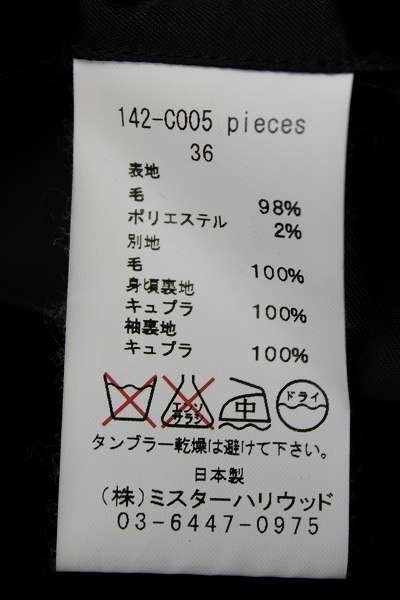 142-C005 pieces
36
表地
毛 98%
ポリエステル 2%
別地
毛 100%
身頃裏地
キュプラ 100%
袖裏地
キュプラ 100%
エンソ
サラシ
中
ドライ
タンブラー乾燥は避けて下さい。
日本製
(株)ミスターハリウッド
03-6447-0975